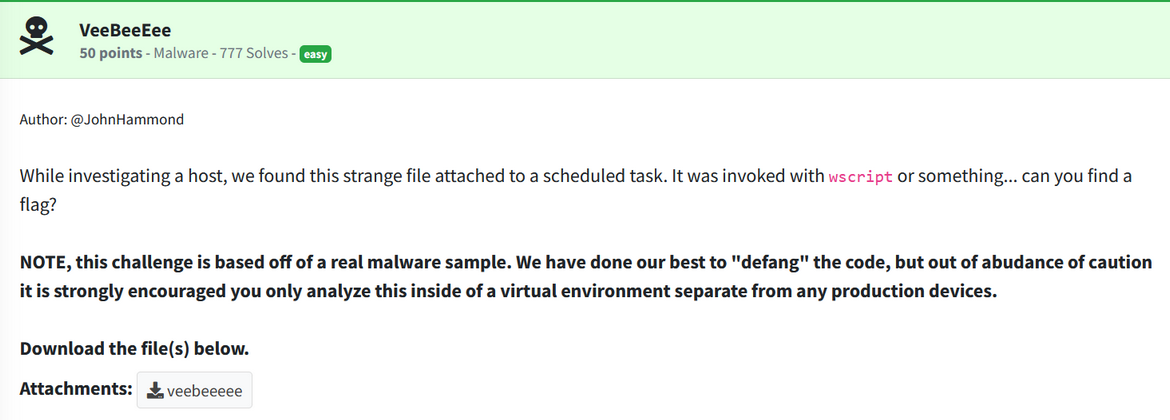 VeeBeeEee
50 points - Malware - 777 Solves - easy
Author: @JohnHammond
While investigating a host, we found this strange file attached to a scheduled task. It was invoked with wscript or something... can you find a
flag?
NOTE, this challenge is based off of a real malware sample. We have done our best to "defang" the code, but out of abudance of caution
it is strongly encouraged you only analyze this inside of a virtual environment separate from any production devices.
Download the file(s) below.
Attachments: veebeeeee